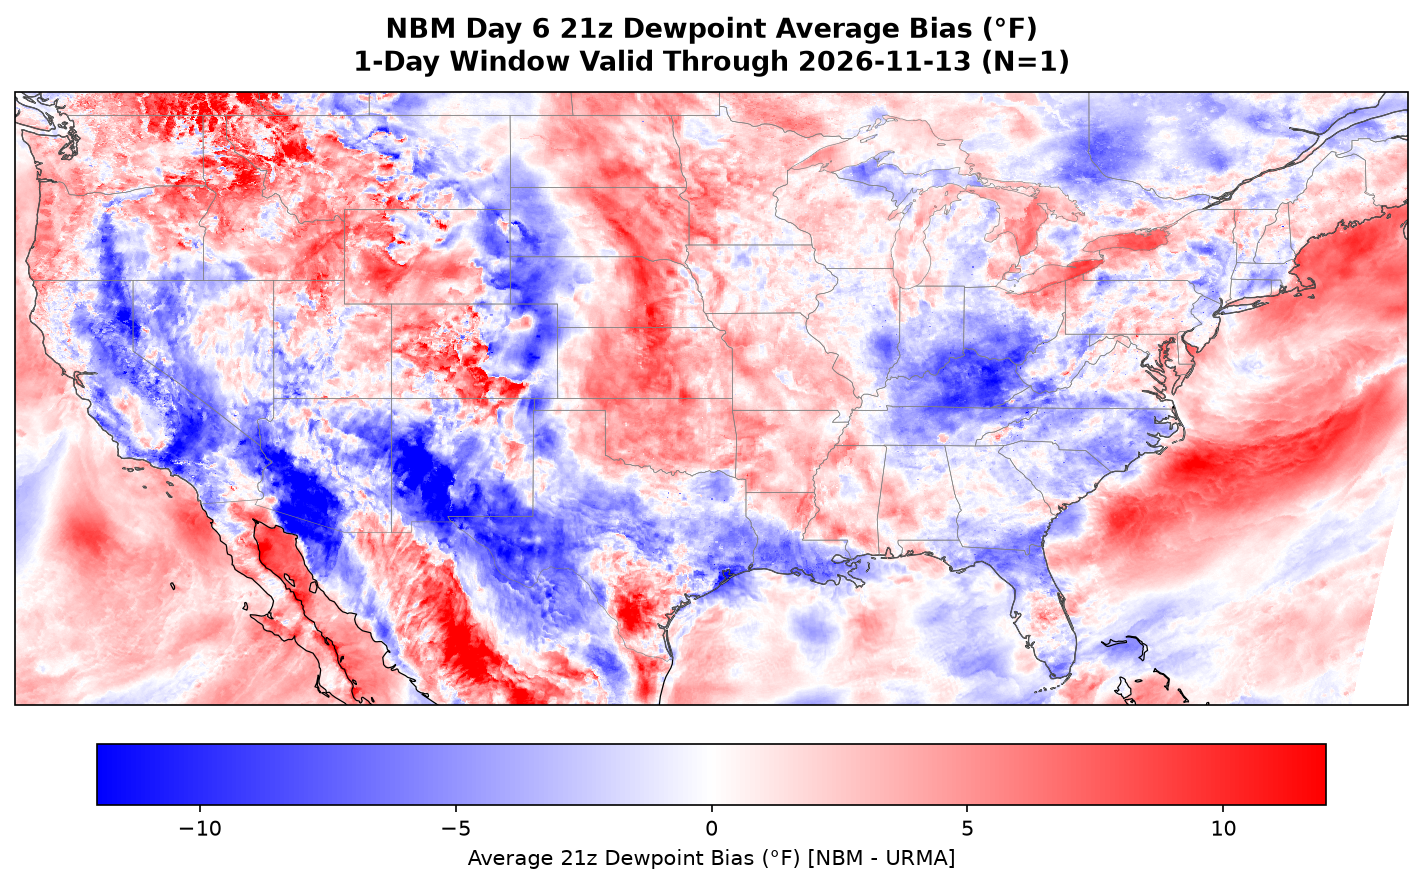 NBM Day 6 21z Dewpoint Average Bias (°F)
1-Day Window Valid Through 2026-11-13 (N=1)
−10 −5 0 5 10
Average 21z Dewpoint Bias (°F) [NBM - URMA]